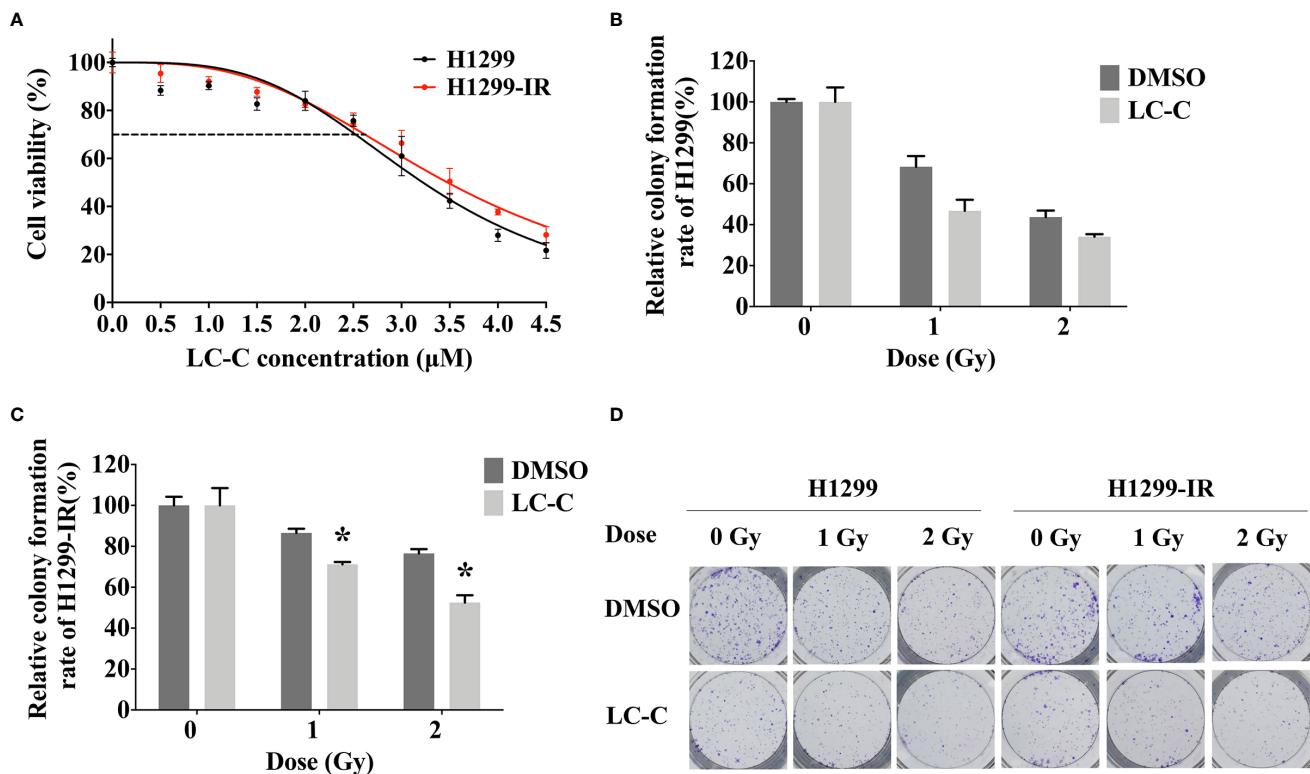 A
Cell viability (%)
100
80
60
40
20
0
H1299
H1299-IR
0.0 0.5 1.0 1.5 2.0 2.5 3.0 3.5 4.0 4.5
LC-C concentration (μM)
B
Relative colony formation
rate of H1299(%)
120
100
80
60
40
20
0
DMSO
LC-C
0 1 2
Dose (Gy)
C
Relative colony formation
rate of H1299-IR(%)
120
100
80
60
40
20
0
DMSO
LC-C
* *
0 1 2
Dose (Gy)
D
H1299 H1299-IR
Dose 0 Gy 1 Gy 2 Gy 0 Gy 1 Gy 2 Gy
DMSO
LC-C